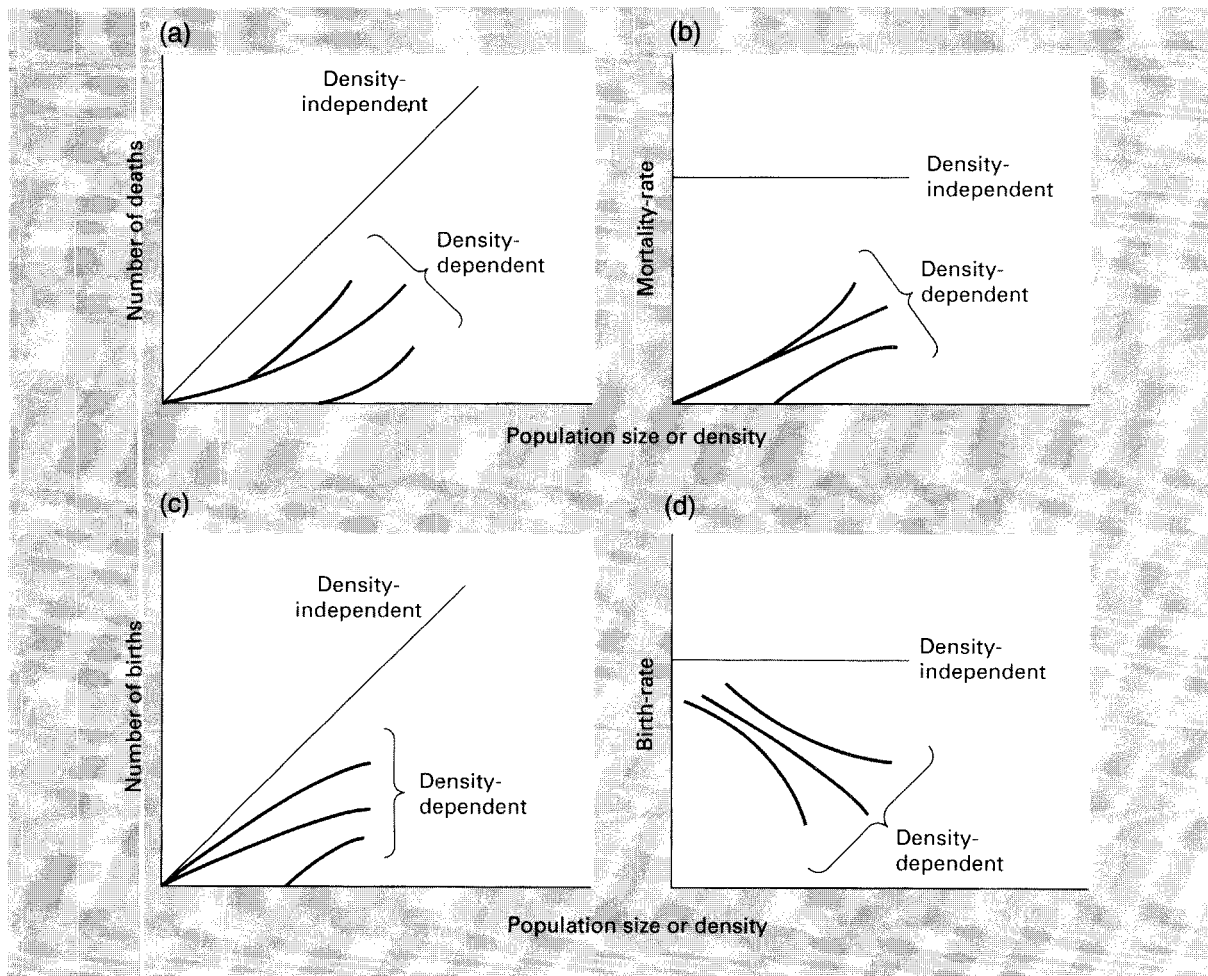 (a)
Density-
independent
Density-
dependent
Number of deaths
(b)
Density-
independent
Density-
dependent
Mortality-rate
Population size or density
(c)
Density-
independent
Density-
dependent
Number of births
(d)
Density-
independent
Density-
dependent
Birth-rate
Population size or density